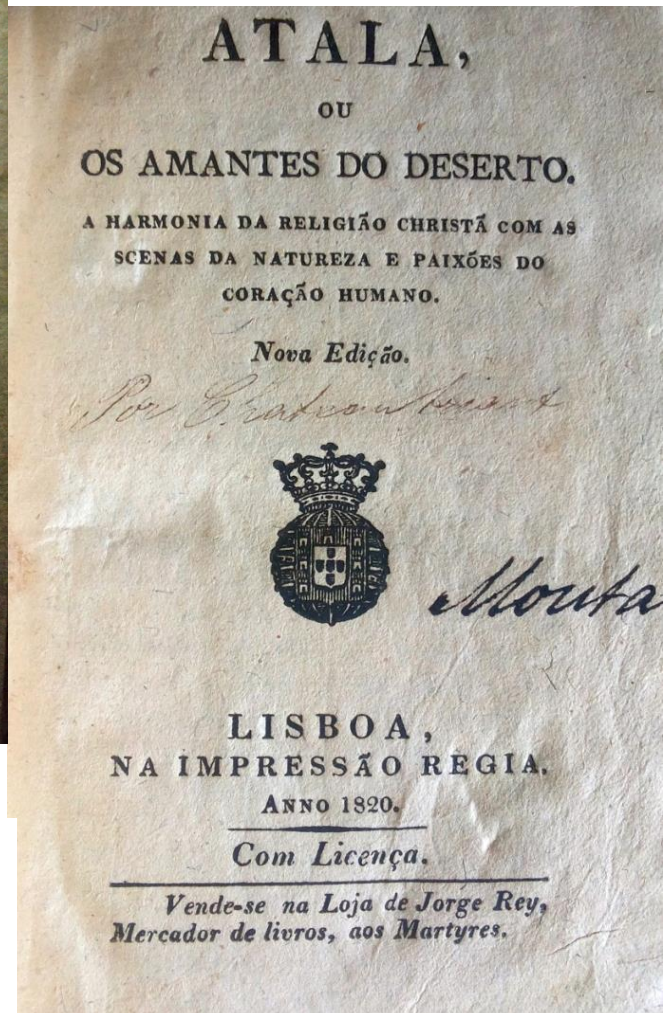 ATALA,
OU
OS AMANTES DO DESERTO.
A HARMONIA DA RELIGIÃO CHRISTÃ COM AS
SCENAS DA NATUREZA E PAIXÕES DO
CORAÇÃO HUMANO.
Nova Edição.
Por
Mouta
LISBOA,
NA IMPRESSÃO REGIA.
ANNO 1820.
Com Licença.
Vende-se na Loja de Jorge Rey,
Mercador de livros, aos Martyres.